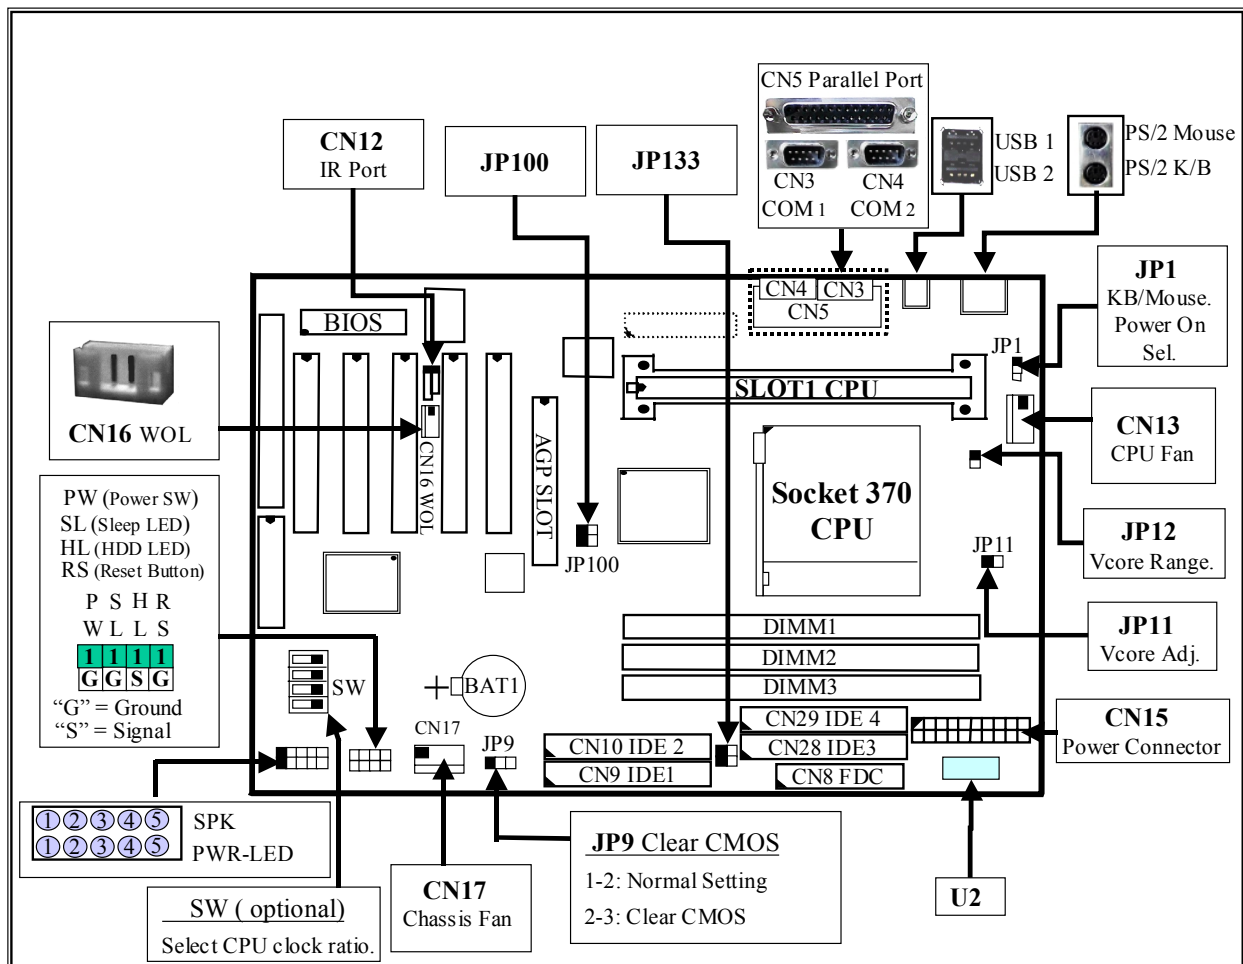 CN5 Parallel Port
CN3
COM 1
CN4
COM 2
USB 1
USB 2
PS/2 Mouse
PS/2 K/B
CN12
IR Port
JP100
JP133
JP1
KB/Mouse.
Power On
Sel.
CN16 WOL
CN13
CPU Fan
PW (Power SW)
SL (Sleep LED)
HL (HDD LED)
RS (Reset Button)
P S H R
W L L S
1 1 1 1
G G S G
“G” = Ground
“S” = Signal
JP12
Vcore Range.
JP11
Vcore Adj.
CN15
Power Connector
BIOS
CN4
CN3
CN5
JP1
SLOT1 CPU
CN16 WOL
AGP SLOT
JP100
Socket 370
CPU
JP11
DIMM1
DIMM2
DIMM3
SW
BAT1
CN17
JP9
CN29 IDE 4
CN10 IDE 2
CN28 IDE3
CN9 IDE1
CN8 FDC
1 2 3 4 5 SPK
1 2 3 4 5 PWR-LED
SW ( optional)
Select CPU clock ratio.
CN17
Chassis Fan
JP9 Clear CMOS
1-2: Normal Setting
2-3: Clear CMOS
U2